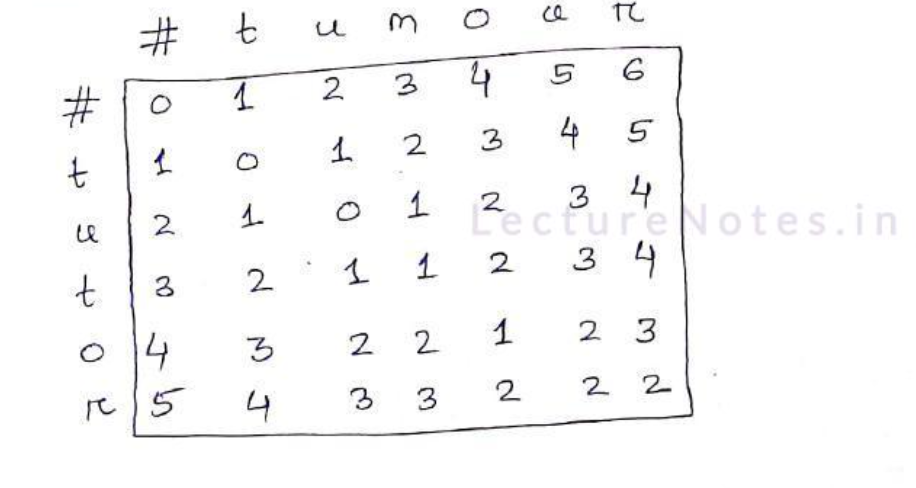 # t u m o u r
# 0 1 2 3 4 5 6
t 1 0 1 2 3 4 5
u 2 1 0 1 2 3 4
t 3 2 1 1 2 3 4
o 4 3 2 2 1 2 3
r 5 4 3 3 2 2 2
LectureNotes.in